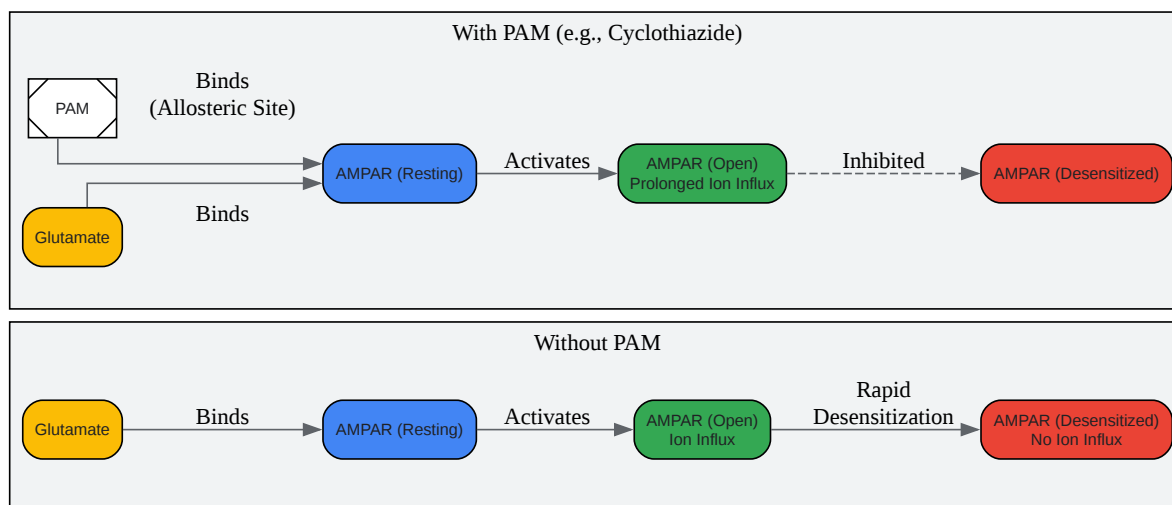 With PAM (e.g., Cyclothiazide)
PAM
Binds
(Allosteric Site)
AMPAR (Resting)
Activates
AMPAR (Open)
Prolonged Ion Influx
Inhibited
AMPAR (Desensitized)
Binds
Glutamate
Without PAM
Glutamate
Binds
AMPAR (Resting)
Activates
AMPAR (Open)
Ion Influx
Rapid
Desensitization
AMPAR (Desensitized)
No Ion Influx